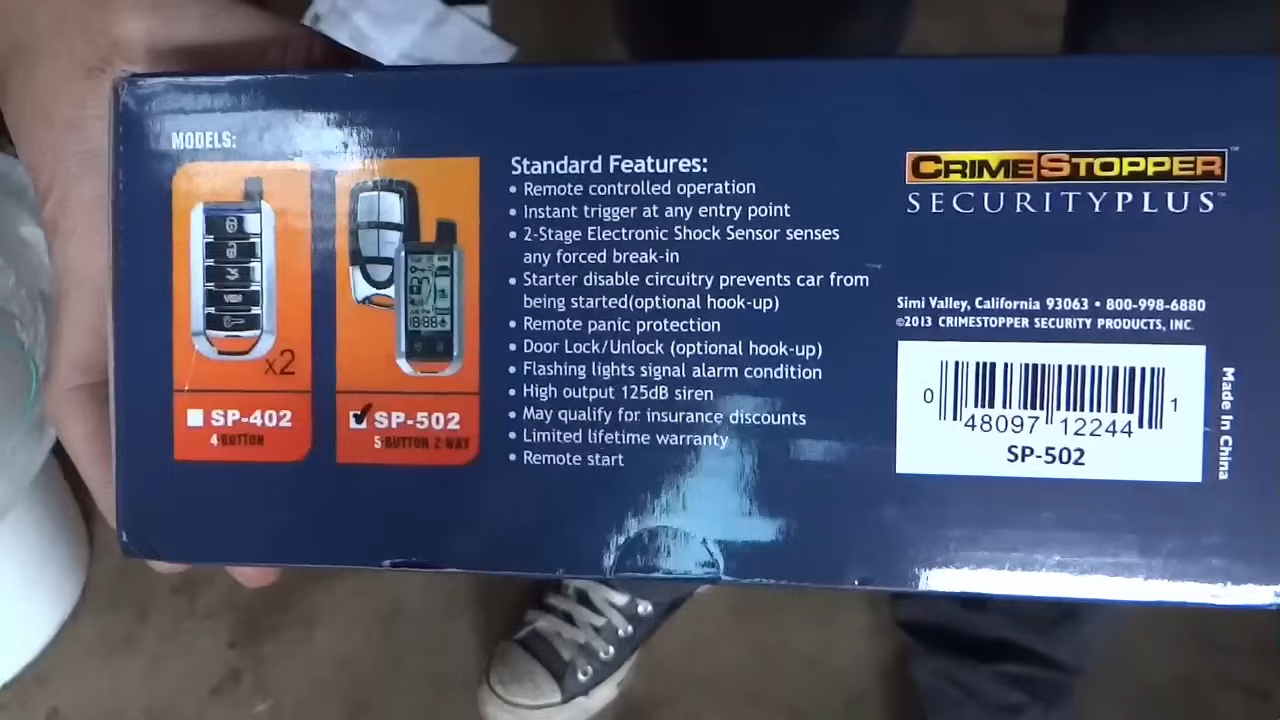 MODELS:
x2
SP-402
4-BUTTON
SP-502
5-BUTTON 2-WAY
Standard Features:
• Remote controlled operation
• Instant trigger at any entry point
• 2-Stage Electronic Shock Sensor senses
any forced break-in
• Starter disable circuitry prevents car from
being started(optional hook-up)
• Remote panic protection
• Door Lock/Unlock (optional hook-up)
• Flashing lights signal alarm condition
• High output 125dB siren
• May qualify for insurance discounts
• Limited lifetime warranty
• Remote start
CRIMESTOPPER™
SECURITYPLUS™
Simi Valley, California 93063 • 800-998-6880
©2013 CRIMESTOPPER SECURITY PRODUCTS, INC.
0 48097 12244 1
SP-502
Made In China